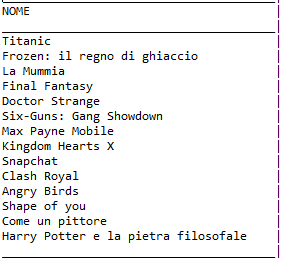 NOME
Titanic
Frozen: il regno di ghiaccio
La Mummia
Final Fantasy
Doctor Strange
Six-Guns: Gang Showdown
Max Payne Mobile
Kingdom Hearts X
Snapchat
Clash Royal
Angry Birds
Shape of you
Come un pittore
Harry Potter e la pietra filosofale